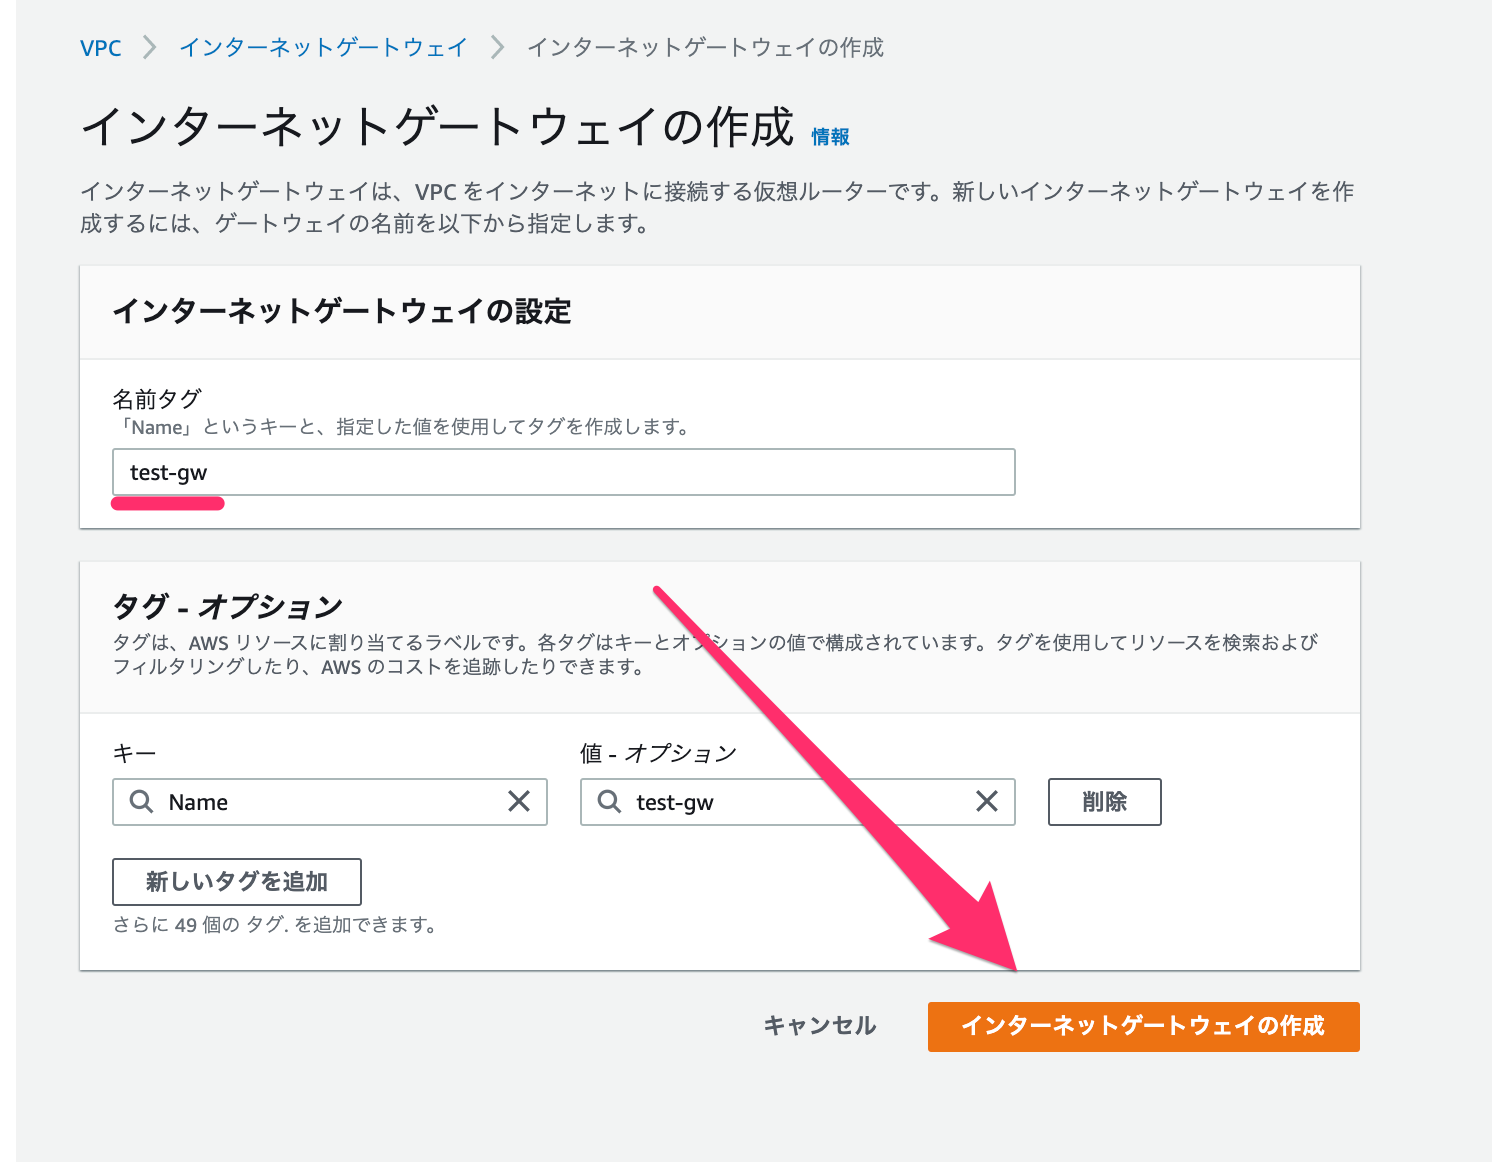 VPC > インターネットゲートウェイ > インターネットゲートウェイの作成
インターネットゲートウェイの作成 情報
インターネットゲートウェイは、VPC をインターネットに接続する仮想ルーターです。新しいインターネットゲートウェイを作
成するには、ゲートウェイの名前を以下から指定します。
インターネットゲートウェイの設定
名前タグ
「Name」というキーと、指定した値を使用してタグを作成します。
test-gw
タグ - オプション
タグは、AWS リソースに割り当てるラベルです。各タグはキーとオプションの値で構成されています。タグを使用してリソースを検索および
フィルタリングしたり、AWS のコストを追跡したりできます。
キー 値 - オプション
Name test-gw 削除
新しいタグを追加
さらに 49 個の タグ. を追加できます。
キャンセル インターネットゲートウェイの作成